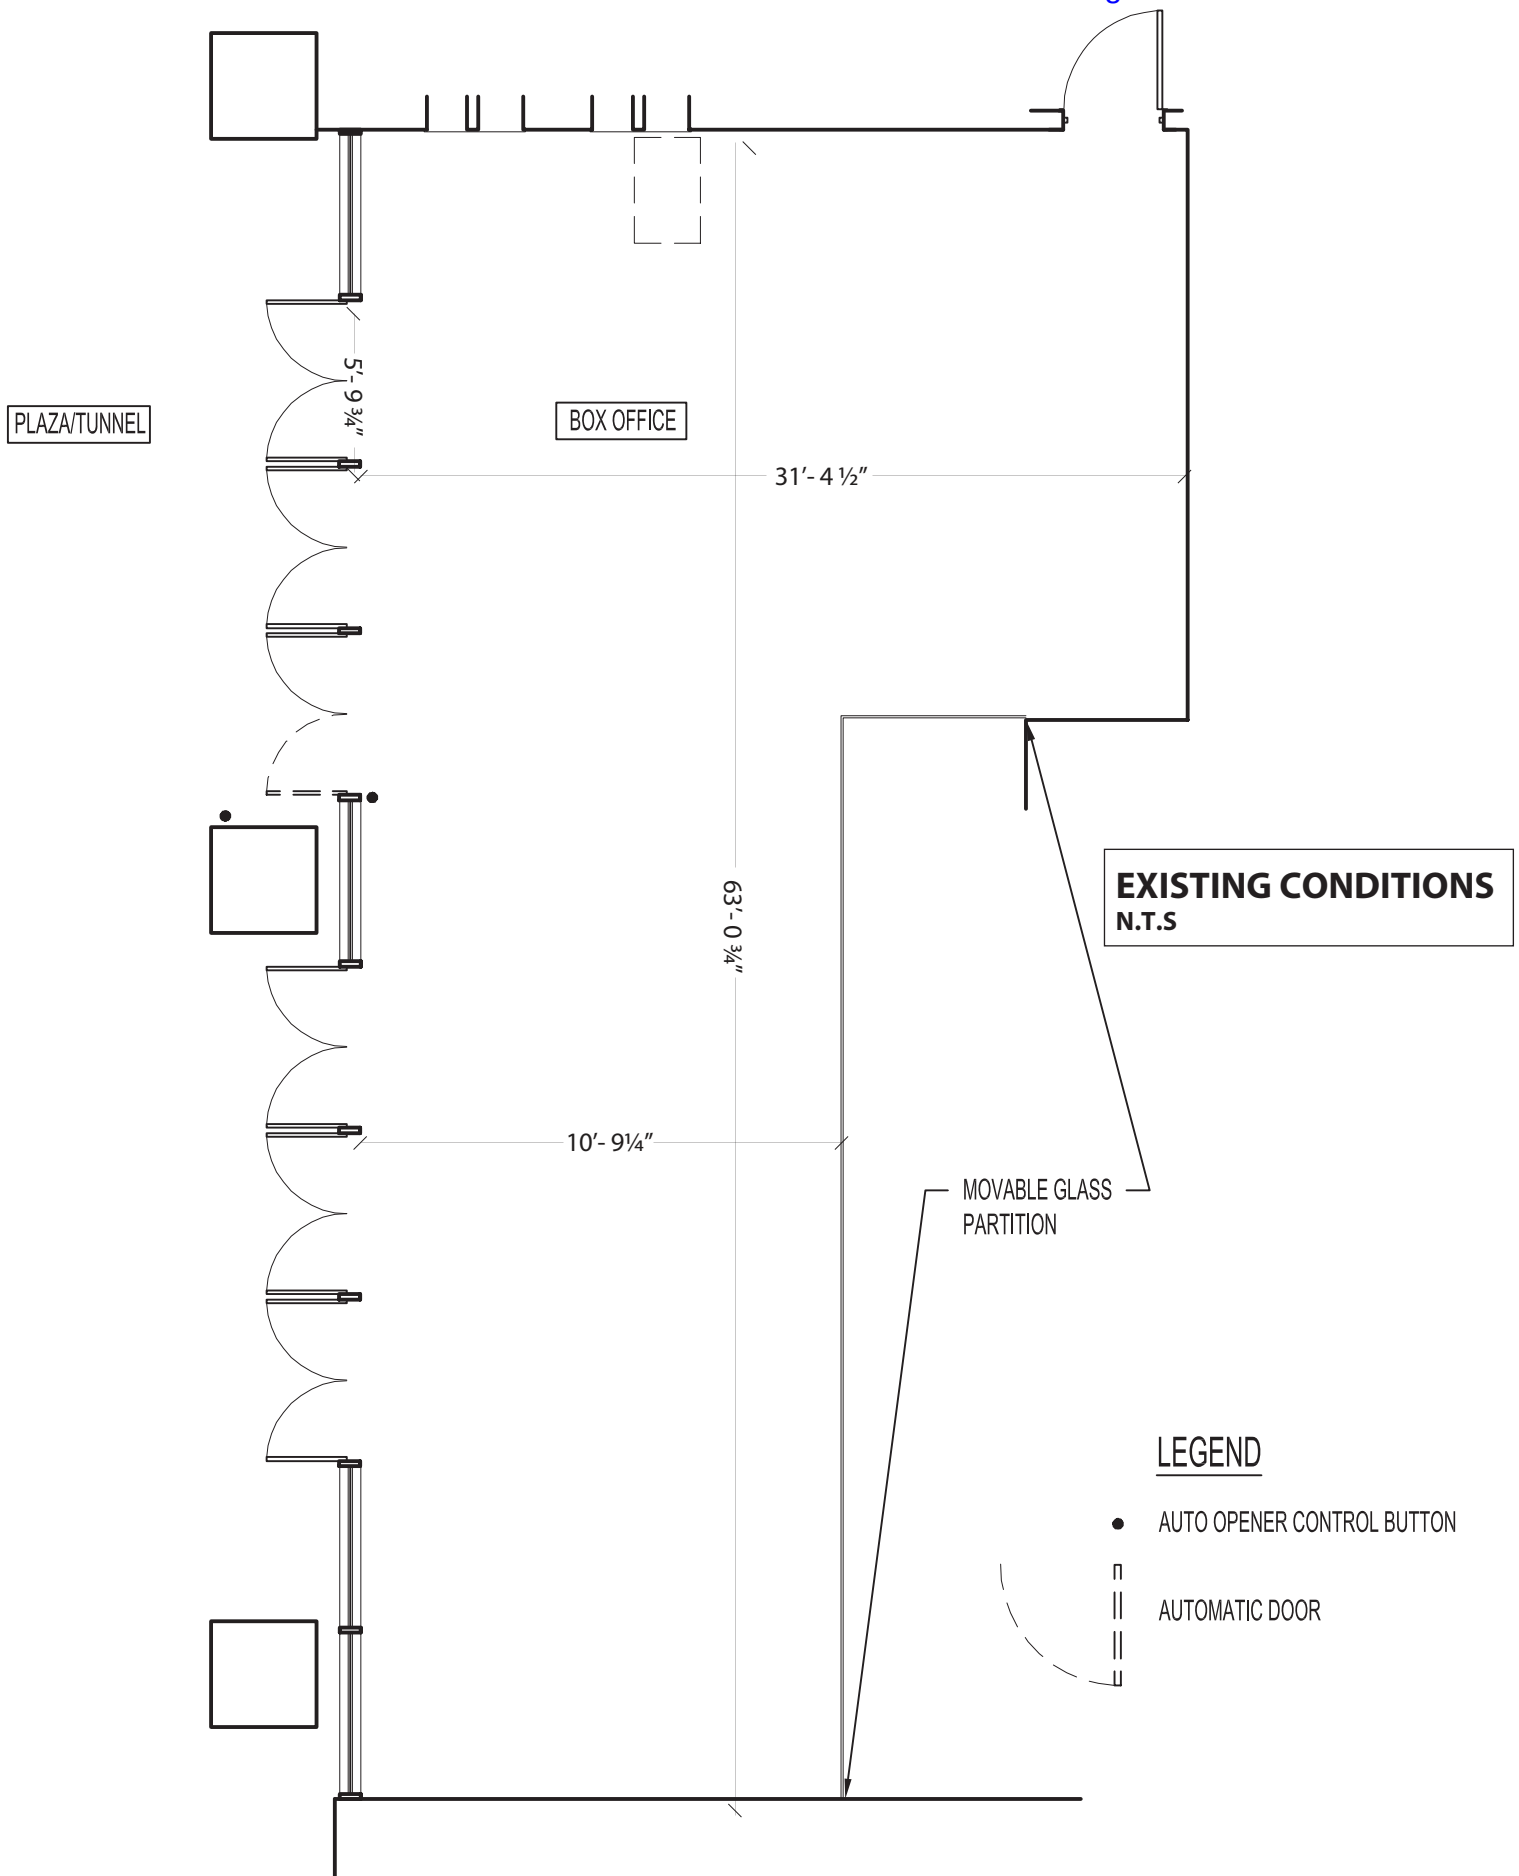 PLAZA/TUNNEL
5'- 9 ¾"
BOX OFFICE
31'- 4 ½"
63'- 0 ¾"
EXISTING CONDITIONS
N.T.S
10'- 9¼"
MOVABLE GLASS
PARTITION
LEGEND
AUTO OPENER CONTROL BUTTON
AUTOMATIC DOOR